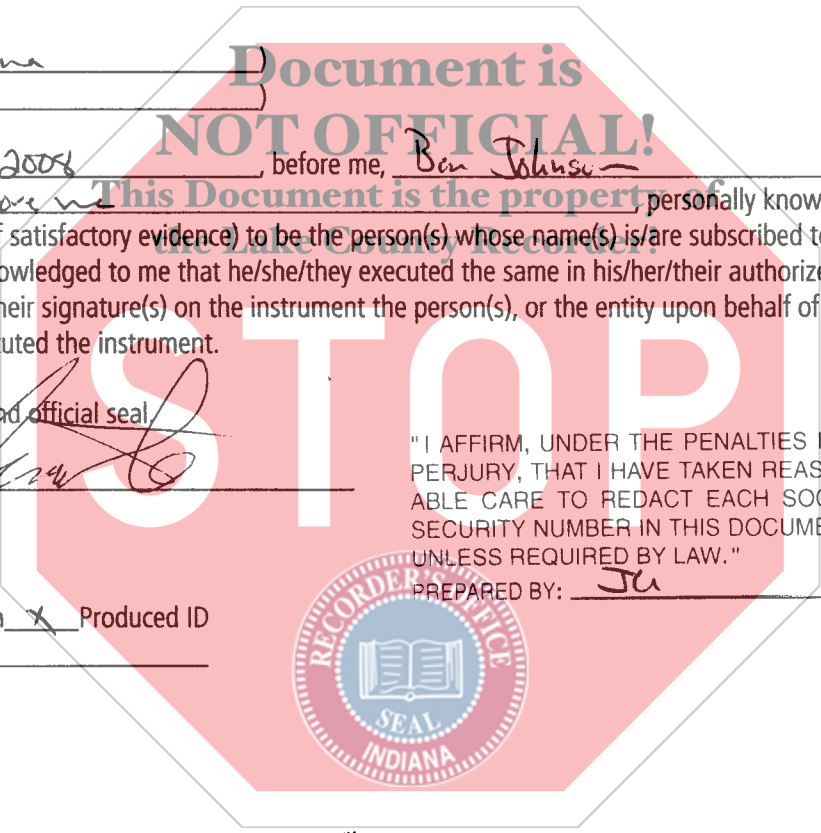 na )
)
Document is
NOT OFFICIAL!
2008 , before me, Ben Johnson
ore me , personally know
This Document is the property of
f satisfactory evidence) to be the person(s) whose name(s) is/are subscribed to
the Lake County Recorder!
owledged to me that he/she/they executed the same in his/her/their authorize
heir signature(s) on the instrument the person(s), or the entity upon behalf of
uted the instrument.
STOP
nd official seal.
"I AFFIRM, UNDER THE PENALTIES
PERJURY, THAT I HAVE TAKEN REAS
ABLE CARE TO REDACT EACH SOC
SECURITY NUMBER IN THIS DOCUME
UNLESS REQUIRED BY LAW."
PREPARED BY:
X Produced ID
RECORDER'S OFFICE
SEAL
INDIANA